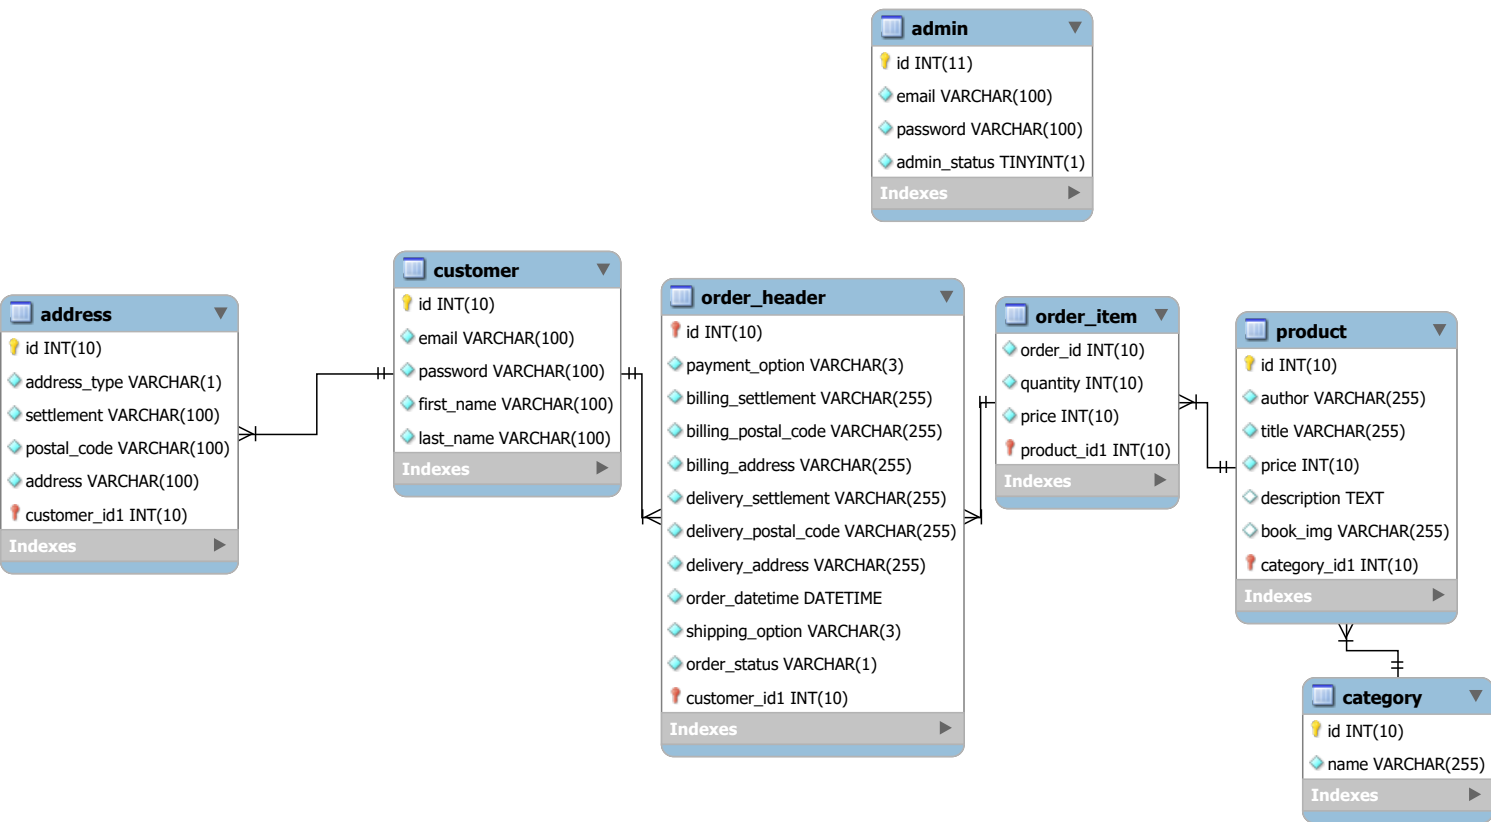 admin
id INT(11)
email VARCHAR(100)
password VARCHAR(100)
admin_status TINYINT(1)
Indexes
address
id INT(10)
address_type VARCHAR(1)
settlement VARCHAR(100)
postal_code VARCHAR(100)
address VARCHAR(100)
customer_id1 INT(10)
Indexes
customer
id INT(10)
email VARCHAR(100)
password VARCHAR(100)
first_name VARCHAR(100)
last_name VARCHAR(100)
Indexes
order_header
id INT(10)
payment_option VARCHAR(3)
billing_settlement VARCHAR(255)
billing_postal_code VARCHAR(255)
billing_address VARCHAR(255)
delivery_settlement VARCHAR(255)
delivery_postal_code VARCHAR(255)
delivery_address VARCHAR(255)
order_datetime DATETIME
shipping_option VARCHAR(3)
order_status VARCHAR(1)
customer_id1 INT(10)
Indexes
order_item
order_id INT(10)
quantity INT(10)
price INT(10)
product_id1 INT(10)
Indexes
product
id INT(10)
author VARCHAR(255)
title VARCHAR(255)
price INT(10)
description TEXT
book_img VARCHAR(255)
category_id1 INT(10)
Indexes
category
id INT(10)
name VARCHAR(255)
Indexes